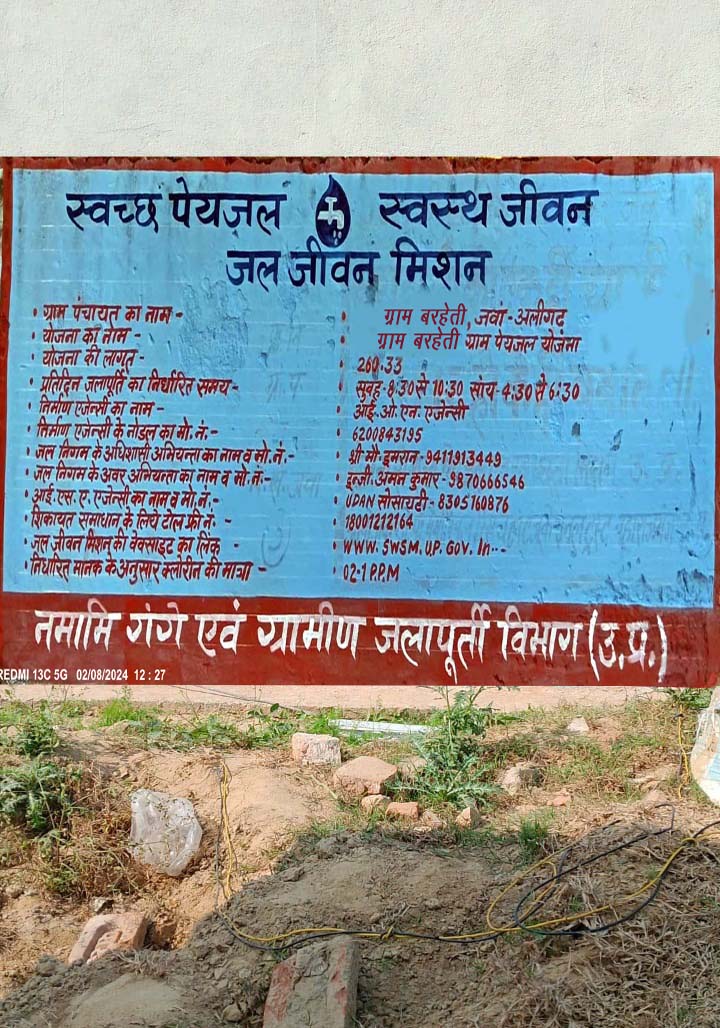 स्वच्छ पेयजल स्वस्थ जीवन
जल जीवन मिशन
• ग्राम पंचायत का नाम - • ग्राम बरहेती, जवां-अलीगढ़
• योजना का नाम - • ग्राम बरहेती ग्राम पेयजल योजना
• योजना की लागत - • 260.33
• प्रतिदिन जलापूर्ति का निर्धारित समय - • सुबह-8:30 से 10:30 सांय-4:30 से 6:30
• निर्माण एजेन्सी का नाम - • आई.ओ.एन. एजेन्सी
• निर्माण एजेन्सी के नोडल का मो. नं. - • 6200843195
• जल निगम के अधिशासी अभियन्ता का नाम व मो. नं. - • श्री मौ. इमरान-9411913449
• जल निगम के अवर अभियन्ता का नाम व मो. नं. - • इन्जी. अमन कुमार-9870666546
• आई.एस.ए. एजेन्सी का नाम व मो. नं. - • UDAN सोसायटी-8305760876
• शिकायत समाधान के लिये टोल फ्री नं. - • 18001212164
• जल जीवन मिशन की वेबसाइट का लिंक - • WWW. SWSM. UP. GOV. In--
• निर्धारित मानक के अनुसार क्लोरीन की मात्रा - • 02-1 P.P.M
नमामि गंगे एवं ग्रामीण जलापूर्ती विभाग (उ.प्र.)
REDMI 13C 5G 02/08/2024 12:27